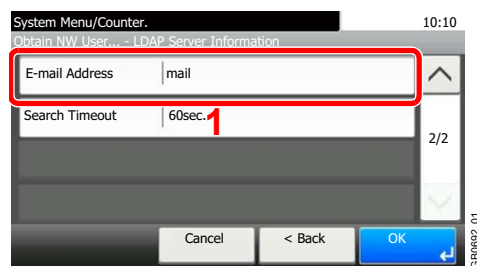 System Menu/Counter.
10:10
Obtain NW User... - LDAP Server Information
E-mail Address mail
Search Timeout 60sec.
1
2/2
Cancel < Back OK
GB0692_01